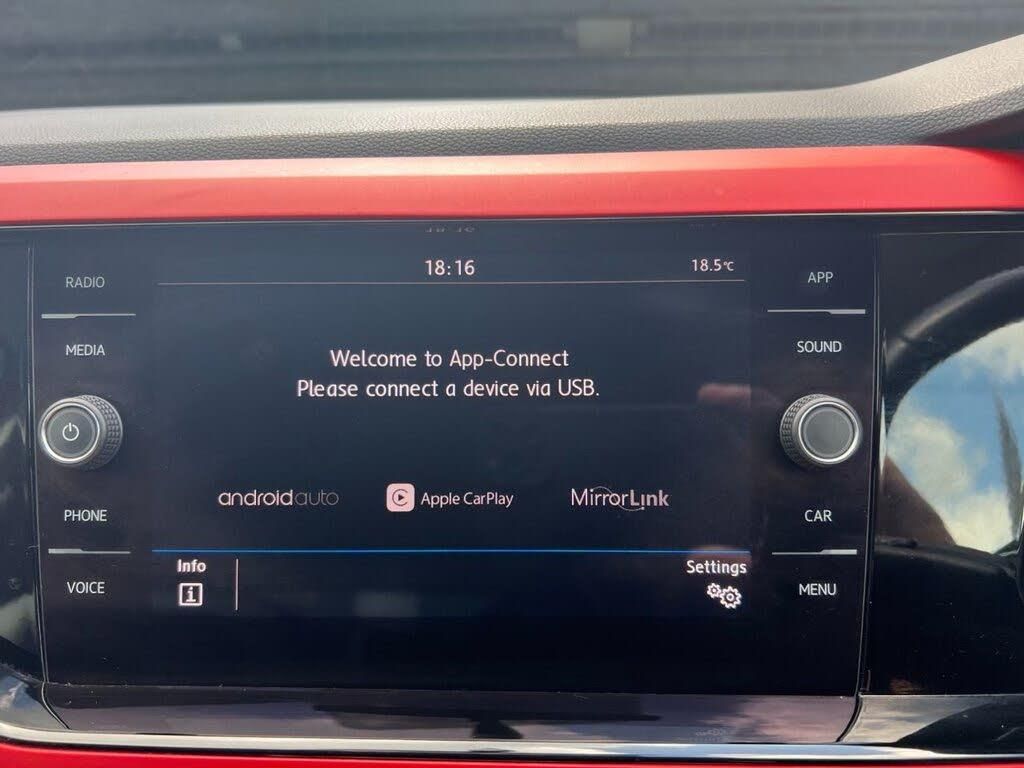 18:16
18.5°C
RADIO
APP
MEDIA
SOUND
Welcome to App-Connect
Please connect a device via USB.
androidauto
Apple CarPlay
MirrorLink
PHONE
CAR
Info
Settings
VOICE
MENU